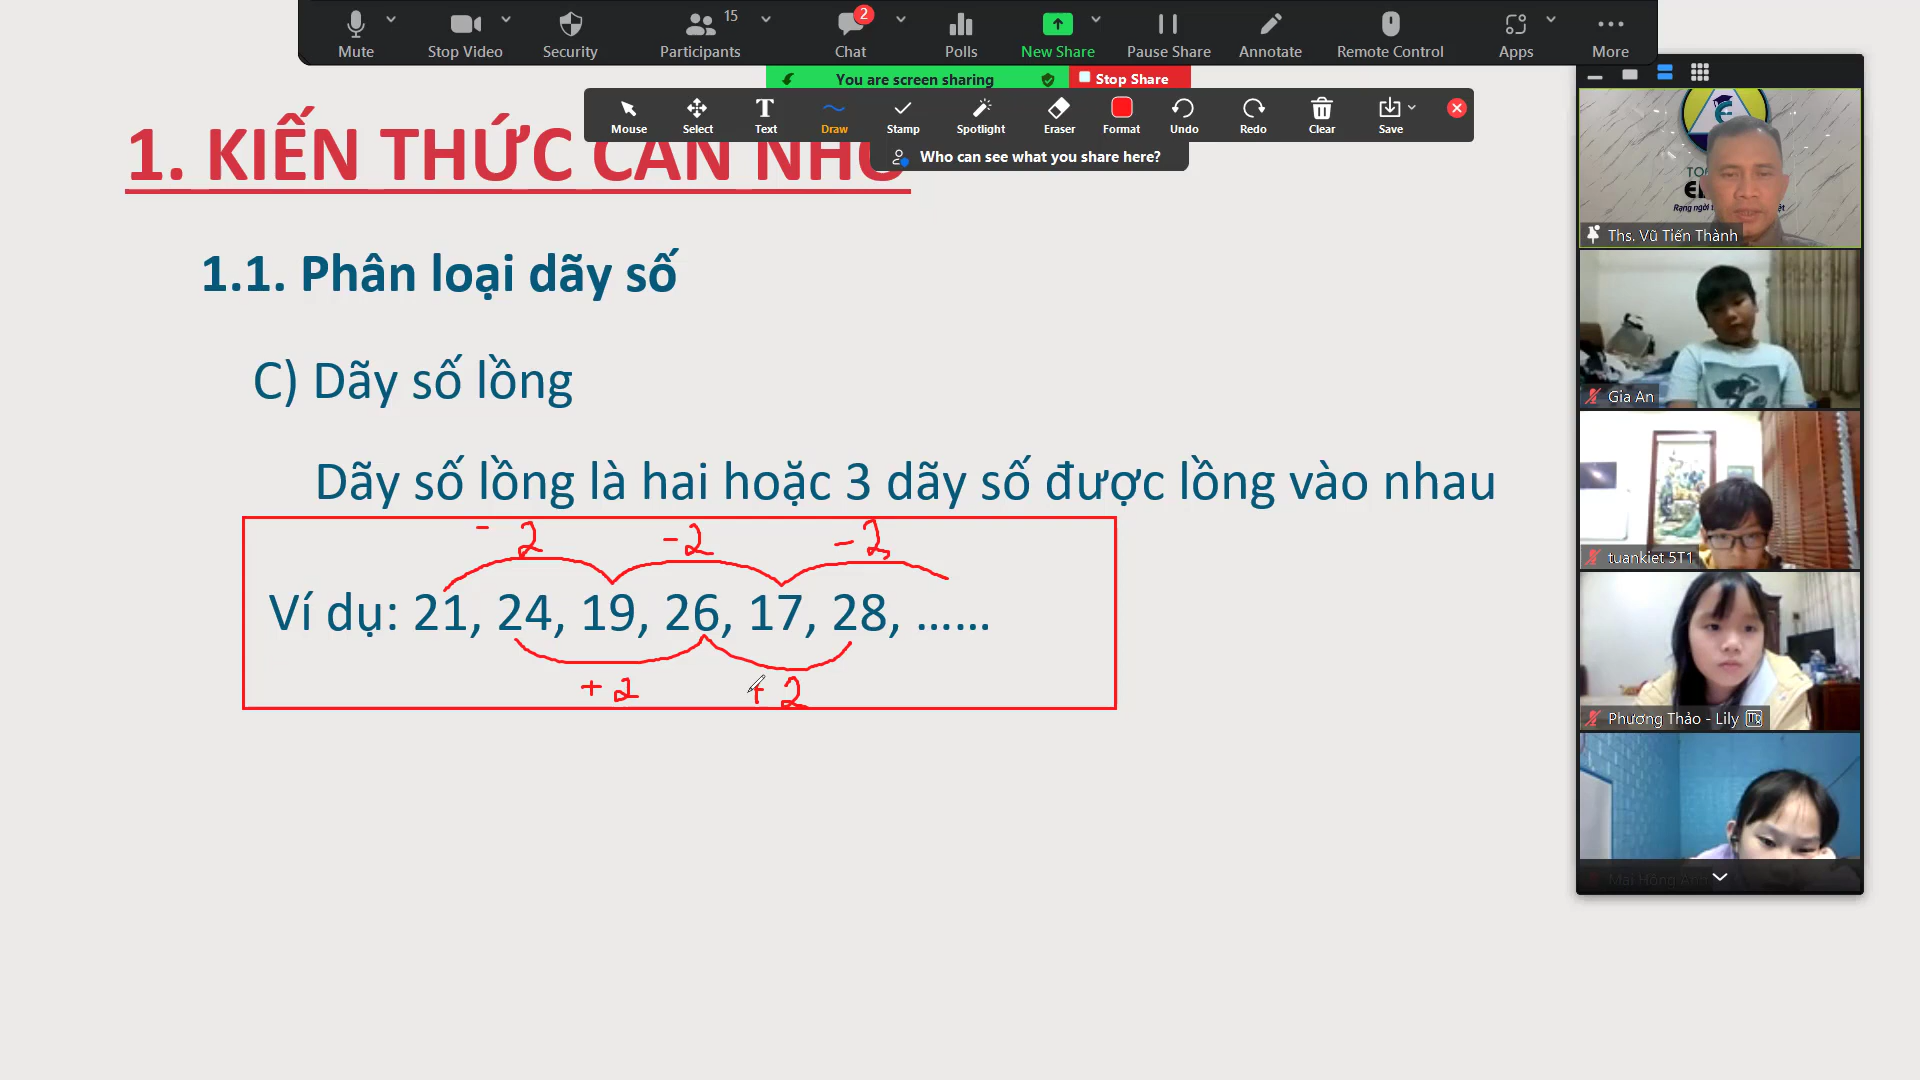 Mute
Stop Video
Security
Participants 15
Chat 2
Polls
New Share
Pause Share
Annotate
Remote Control
Apps
More
You are screen sharing
Stop Share
Mouse
Select
Text
Draw
Stamp
Spotlight
Eraser
Format
Undo
Redo
Clear
Save
Who can see what you share here?
1. KIẾN THỨC CẦN NHỚ
1.1. Phân loại dãy số
C) Dãy số lồng
Dãy số lồng là hai hoặc 3 dãy số được lồng vào nhau
- 2 -2 -2
Ví dụ: 21, 24, 19, 26, 17, 28, ......
+2 +2
Ths. Vũ Tiến Thành
Gia An
tuankiet 5T1
Phương Thảo - Lily